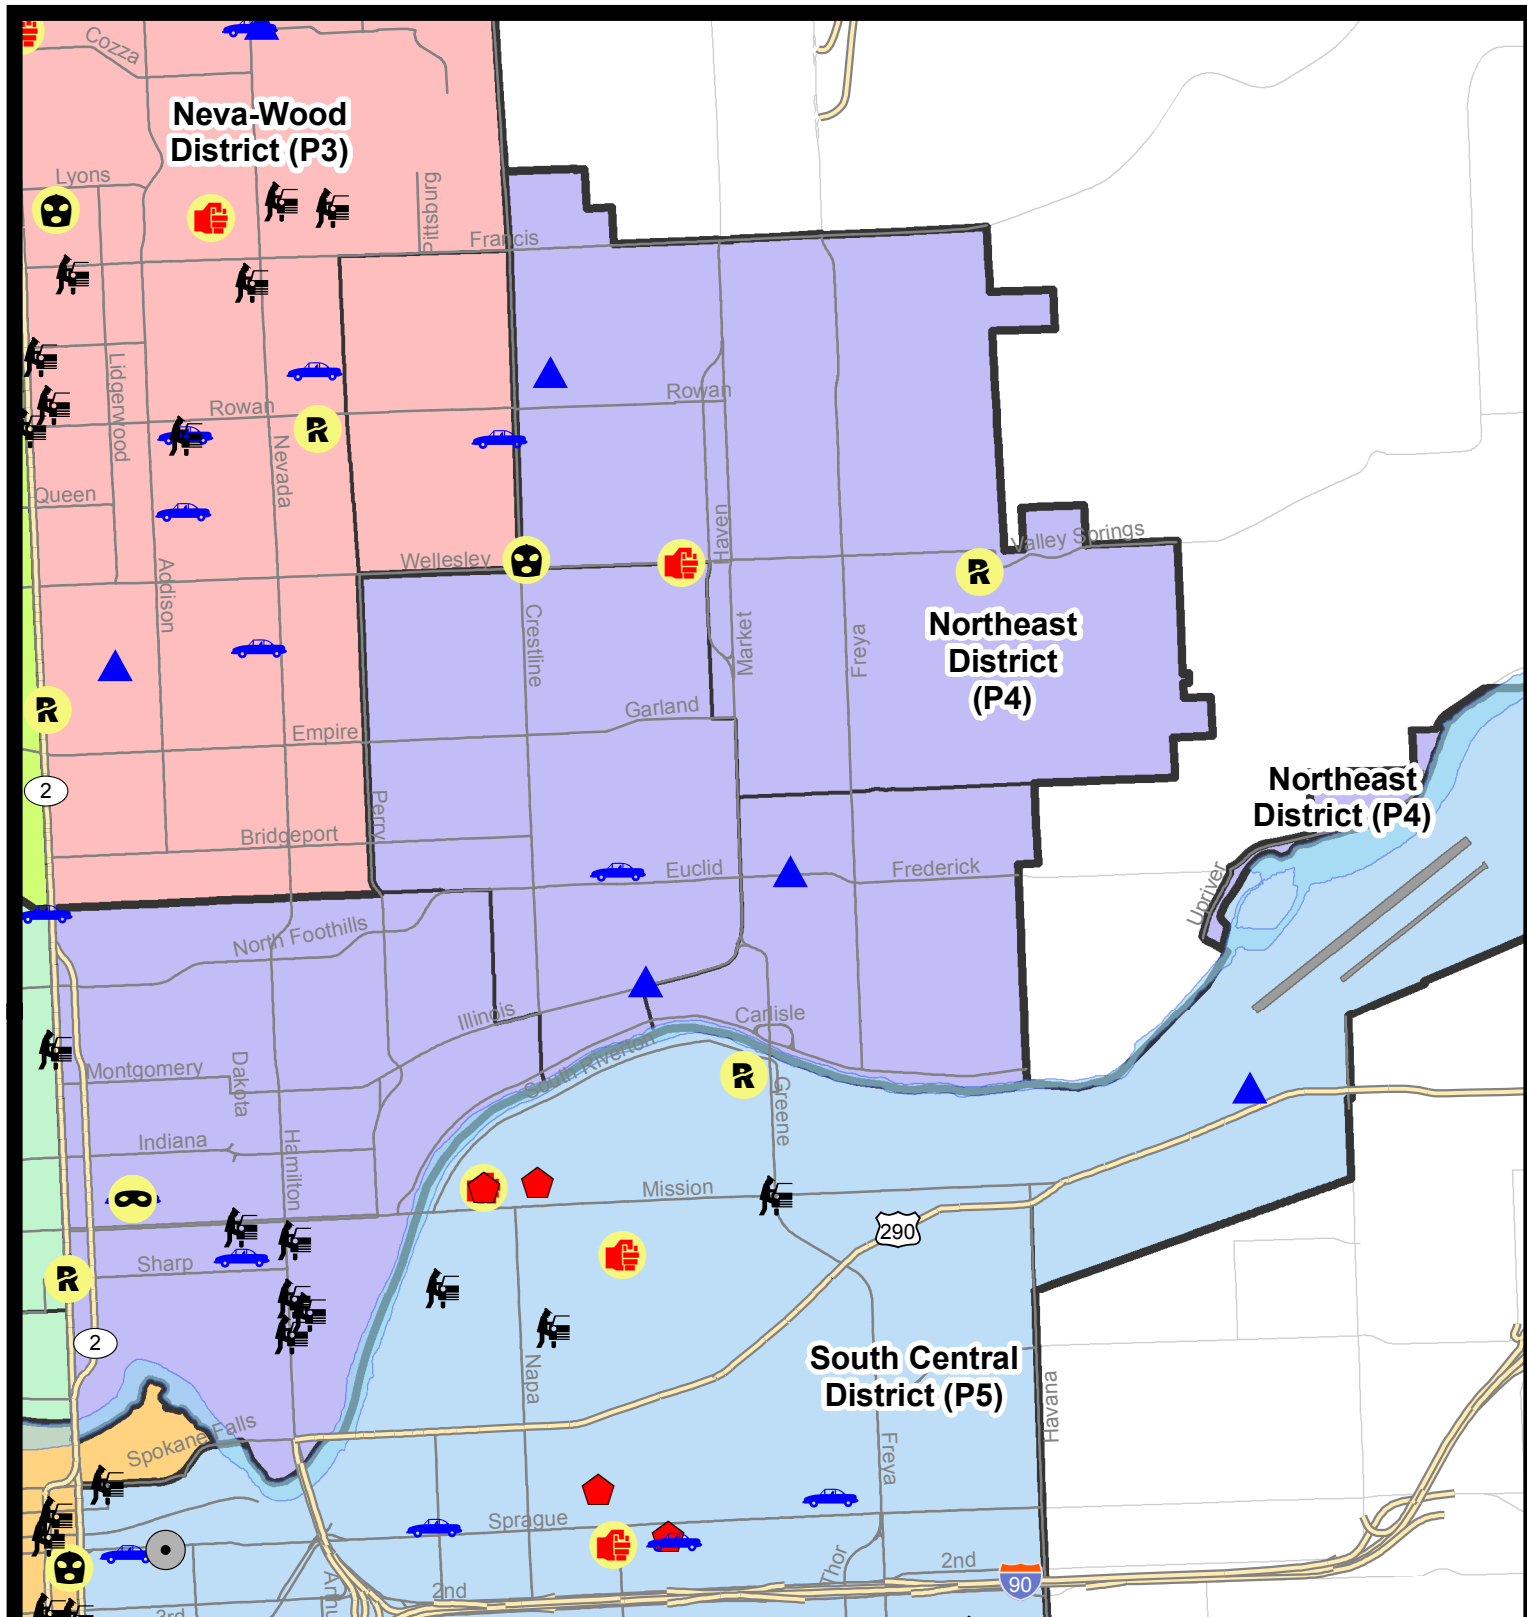 Cozza
Neva-Wood
District (P3)
Lyons
Pittsburg
Francis
Lidgerwood
Rowan
Rowan
Nevada
Queen
Haven
Valley Springs
Wellesley
Addison
Crestline
Market
Freya
Northeast
District
(P4)
Garland
Empire
2
Perry
Northeast
District (P4)
Bridgeport
Euclid
Frederick
Upriver
North Foothills
Illinois
Carlisle
South Riverton
Montgomery
Dakota
Greene
Indiana
Hamilton
Mission
290
Sharp
2
South Central
District (P5)
Napa
Havana
Spokane Falls
Freya
Sprague
Thor
2nd
90
2nd
3rd
R
R
R
R
R